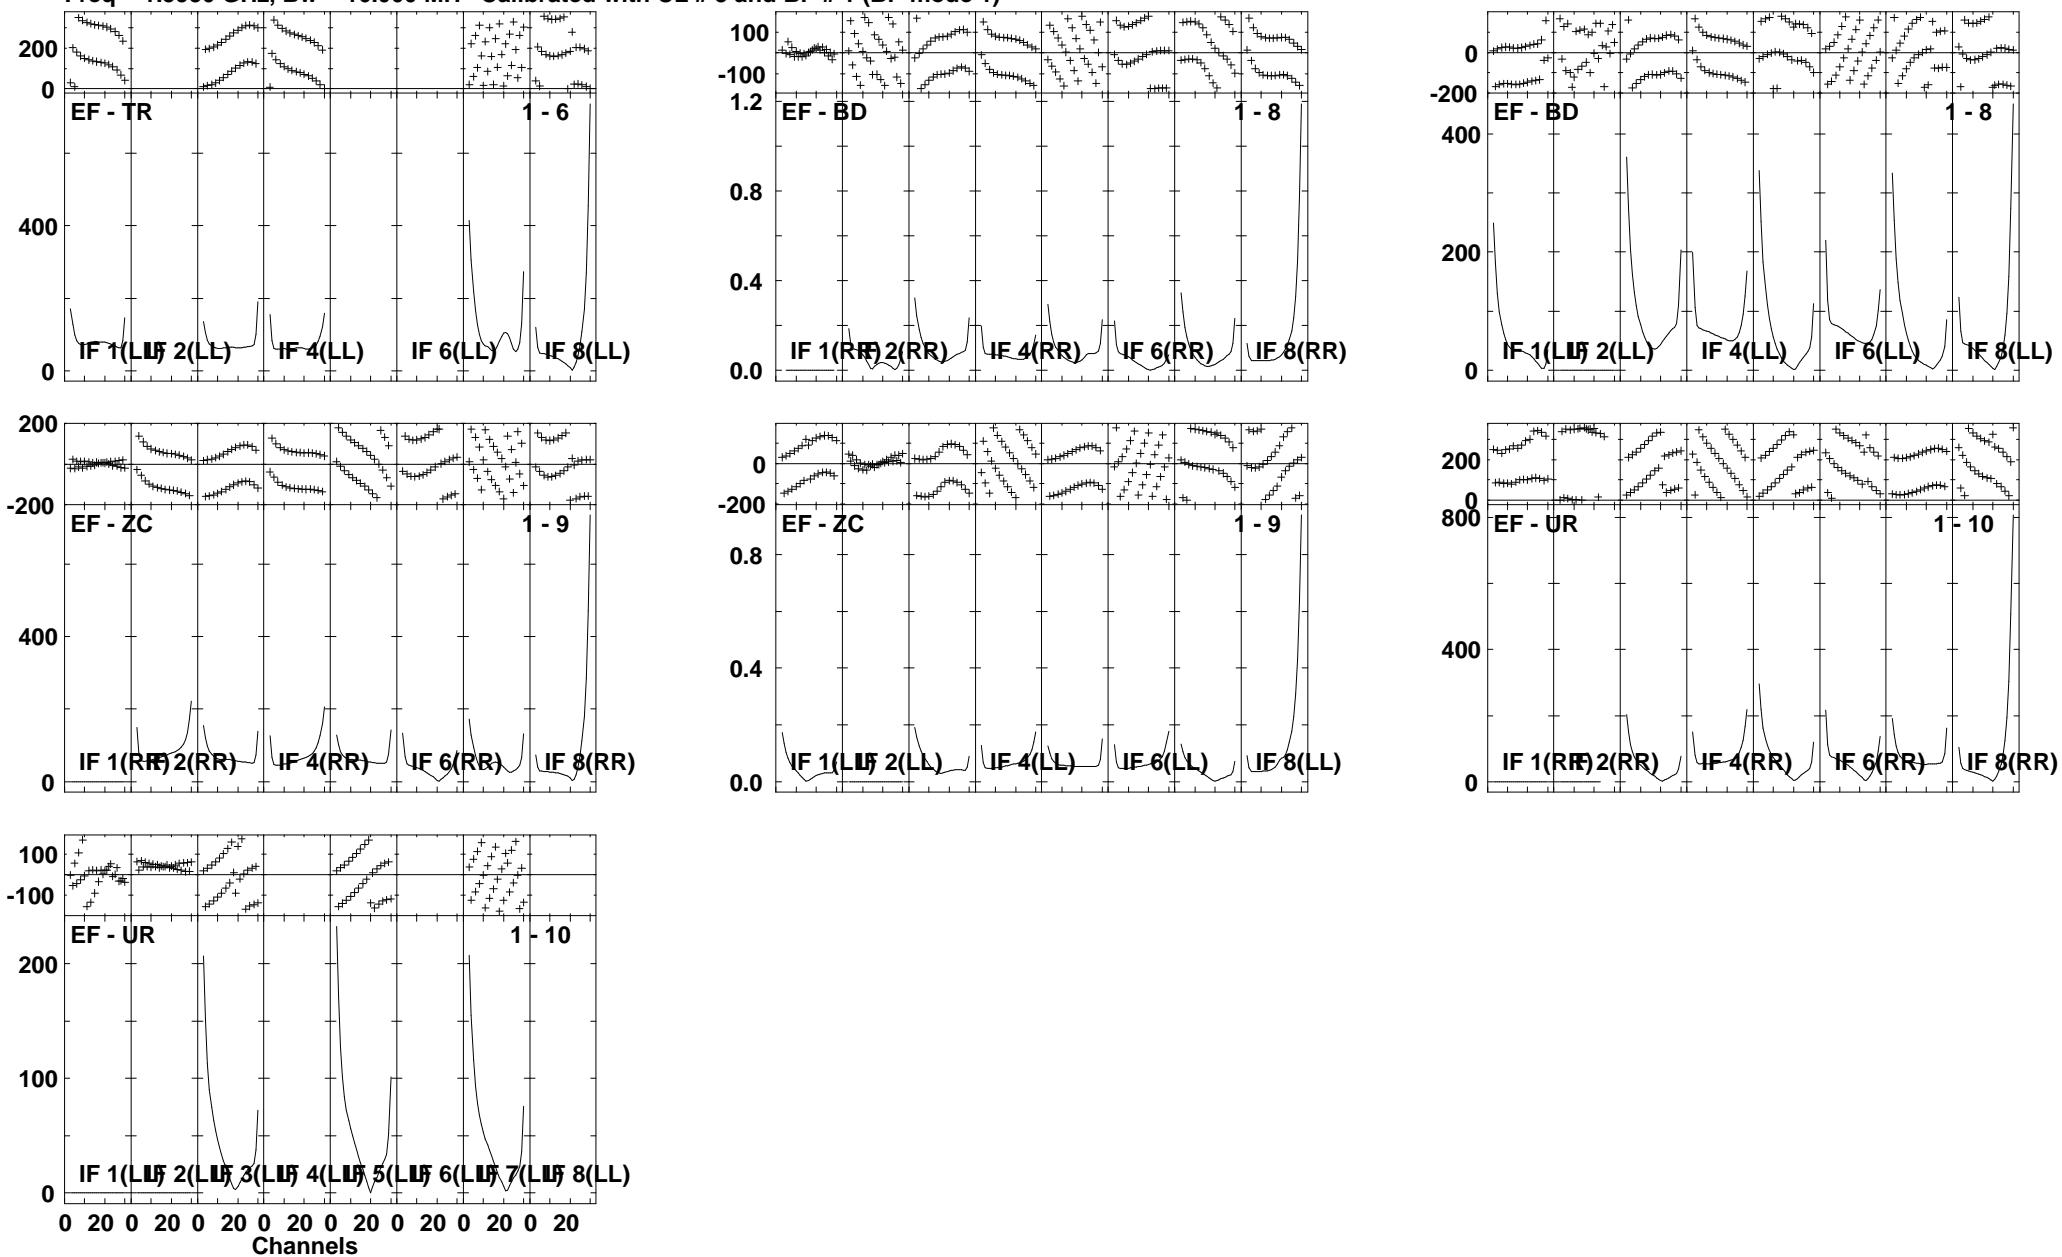 200
0
EF - TR
1 - 6
400
0
IF 1(LL) IF 2(LL) IF 4(LL) IF 6(LL) IF 8(LL)
100
-100
1.2
EF - BD
1 - 8
0.8
0.4
0.0
IF 1(RR) IF 2(RR) IF 4(RR) IF 6(RR) IF 8(RR)
0
-200
EF - BD
1 - 8
400
200
0
IF 1(LL) IF 2(LL) IF 4(LL) IF 6(LL) IF 8(LL)
200
-200
EF - ZC
1 - 9
400
0
IF 1(RR) IF 2(RR) IF 4(RR) IF 6(RR) IF 8(RR)
0
-200
EF - ZC
1 - 9
0.8
0.4
0.0
IF 1(LL) IF 2(LL) IF 4(LL) IF 6(LL) IF 8(LL)
200
0
800
EF - UR
1 - 10
400
0
IF 1(RR) IF 2(RR) IF 4(RR) IF 6(RR) IF 8(RR)
100
-100
EF - UR
1 - 10
200
100
0
IF 1(LL) IF 2(LL) IF 3(LL) IF 4(LL) IF 5(LL) IF 6(LL) IF 7(LL) IF 8(LL)
0 20 0 20 0 20 0 20 0 20 0 20 0 20 0 20
Channels